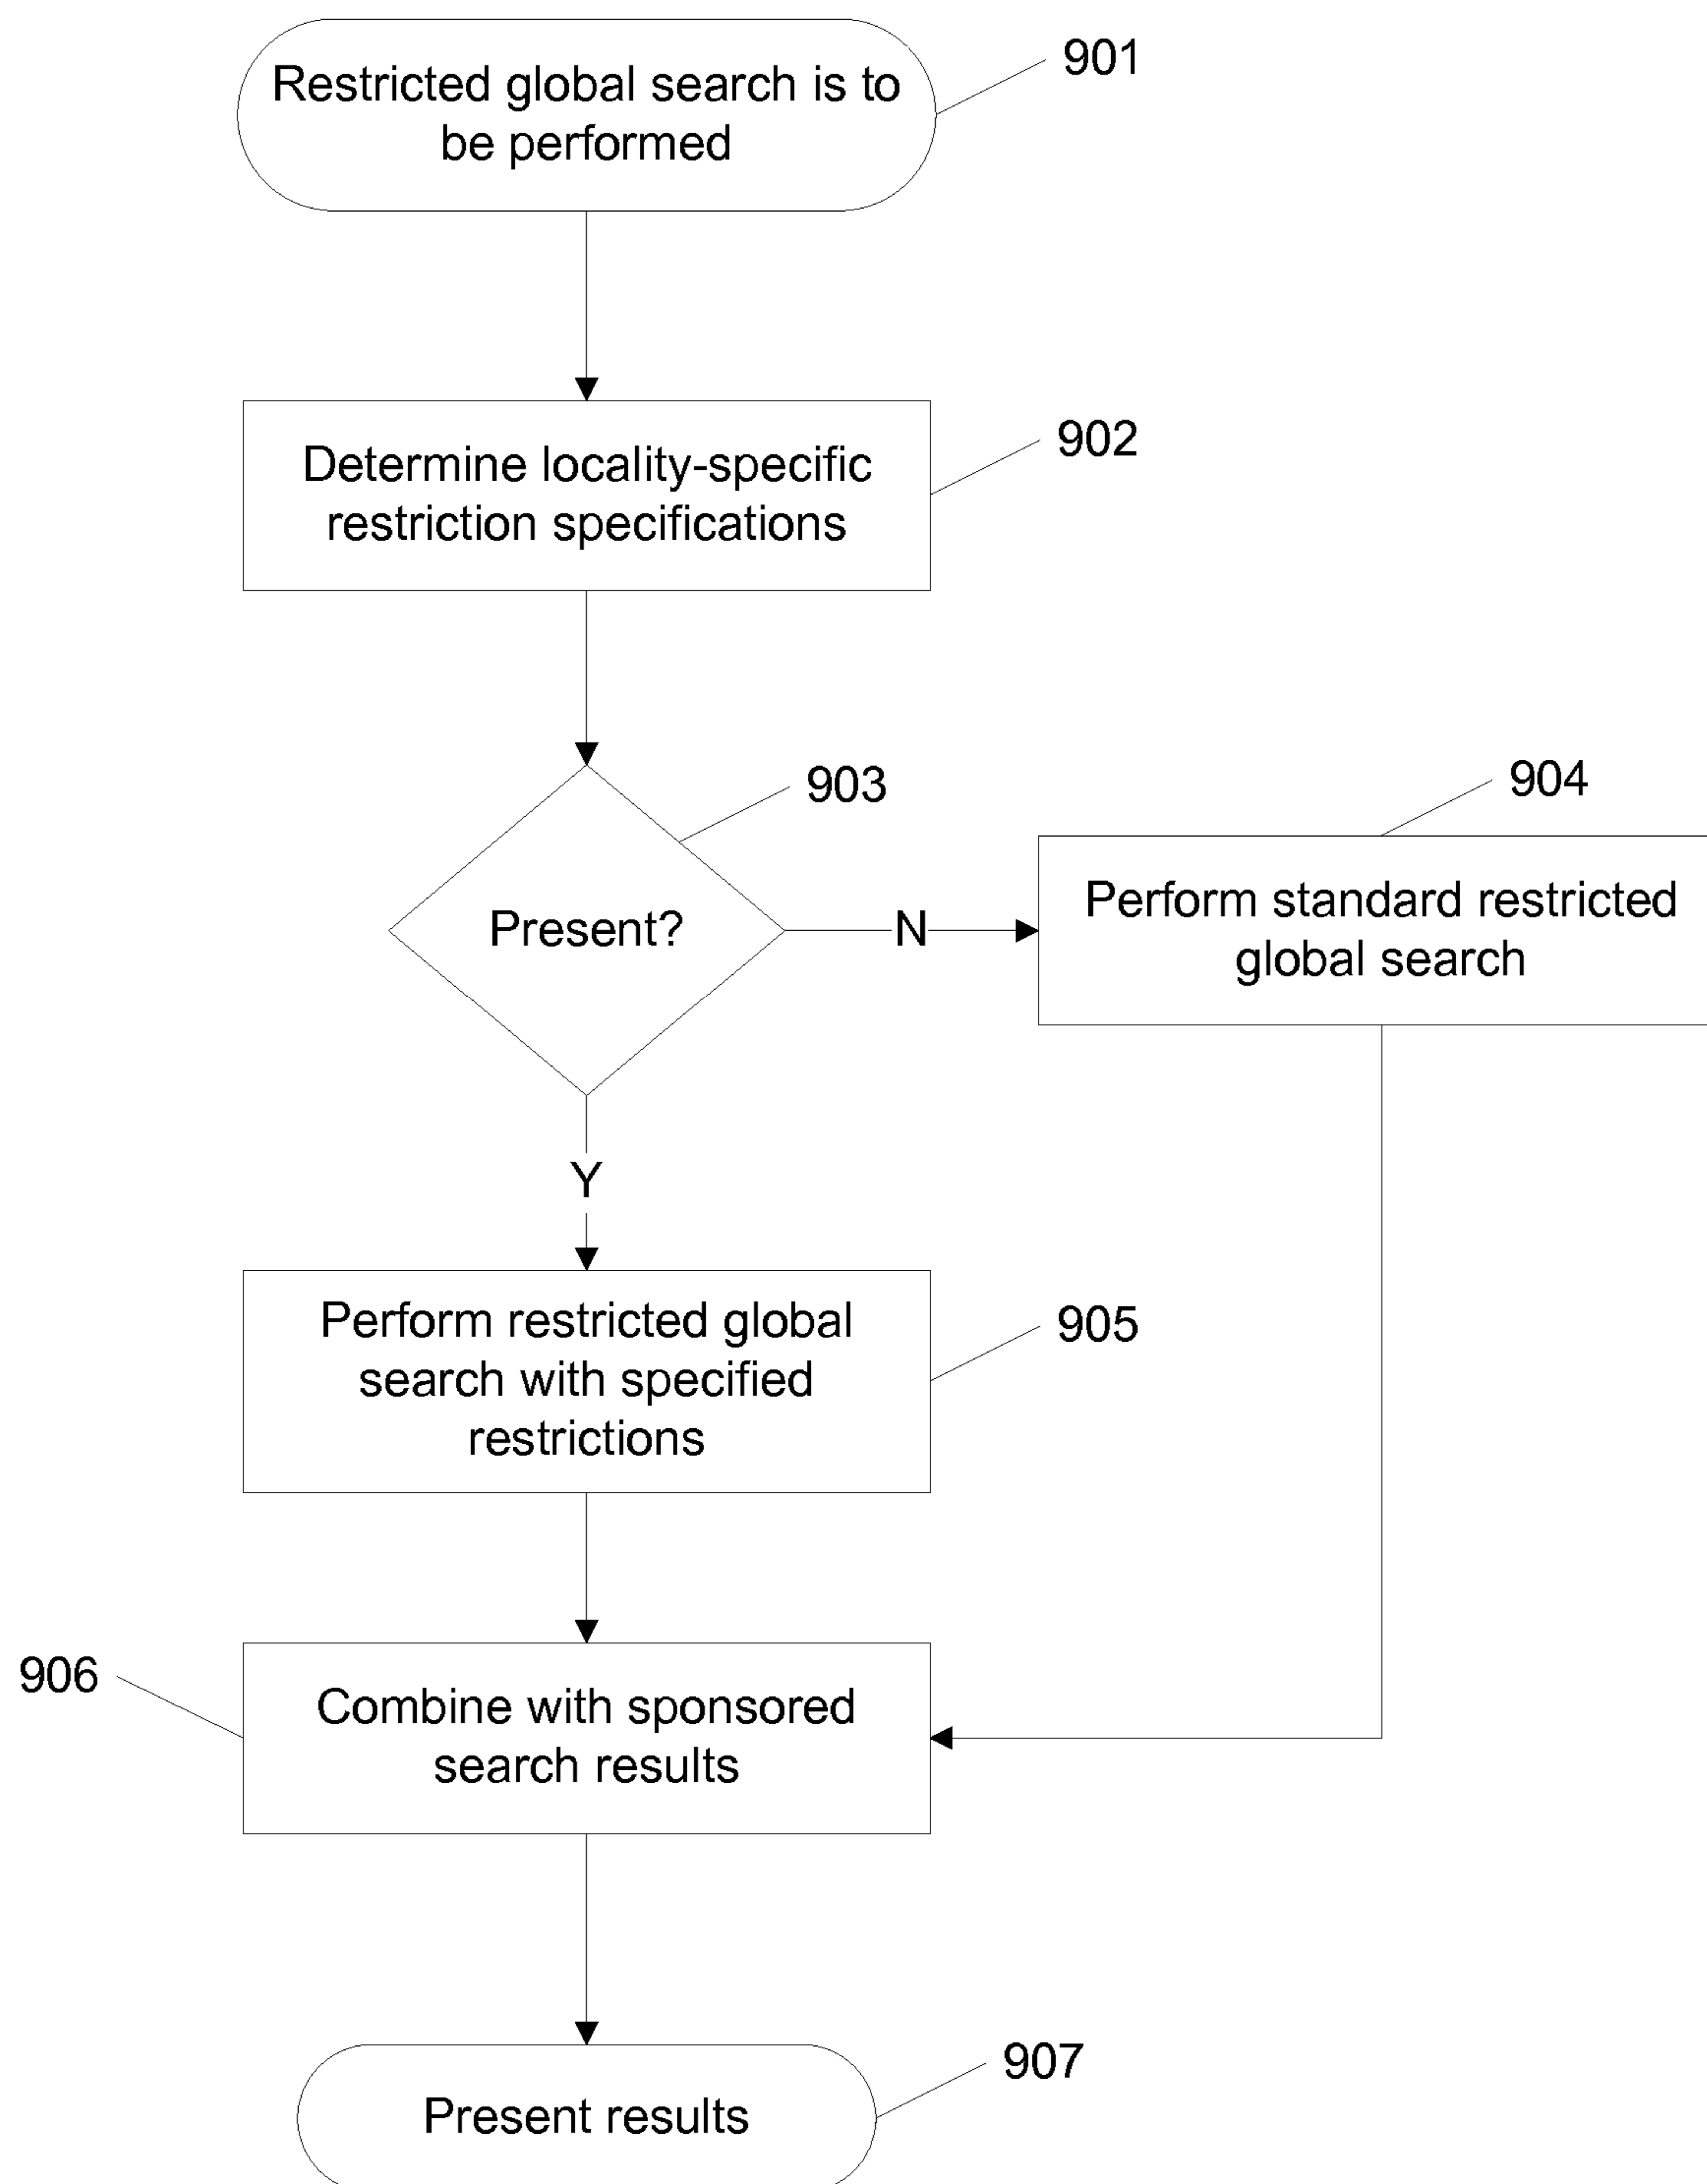 Restricted global search is to
be performed
901
Determine locality-specific
restriction specifications
902
903
Present?
N
904
Perform standard restricted
global search
Y
Perform restricted global
search with specified
restrictions
905
906
Combine with sponsored
search results
907
Present results